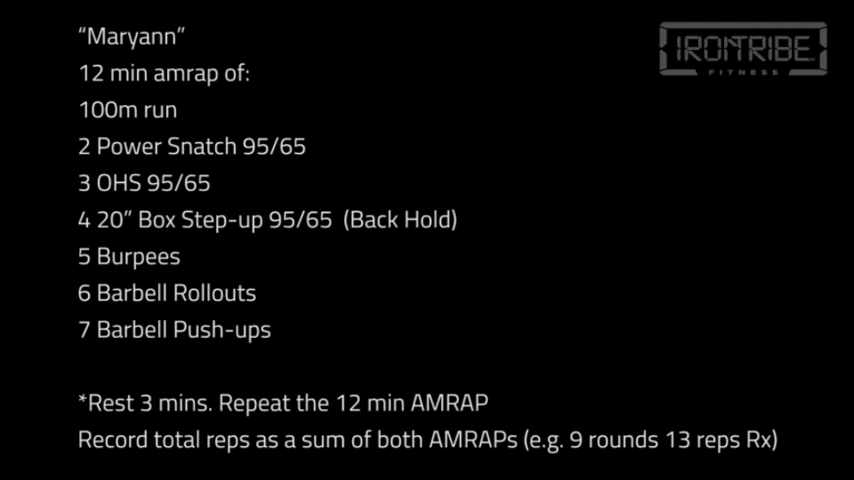 “Maryann”
IRONTRIBE
FITNESS
12 min amrap of:
100m run
2 Power Snatch 95/65
3 OHS 95/65
4 20” Box Step-up 95/65 (Back Hold)
5 Burpees
6 Barbell Rollouts
7 Barbell Push-ups
*Rest 3 mins. Repeat the 12 min AMRAP
Record total reps as a sum of both AMRAPs (e.g. 9 rounds 13 reps Rx)